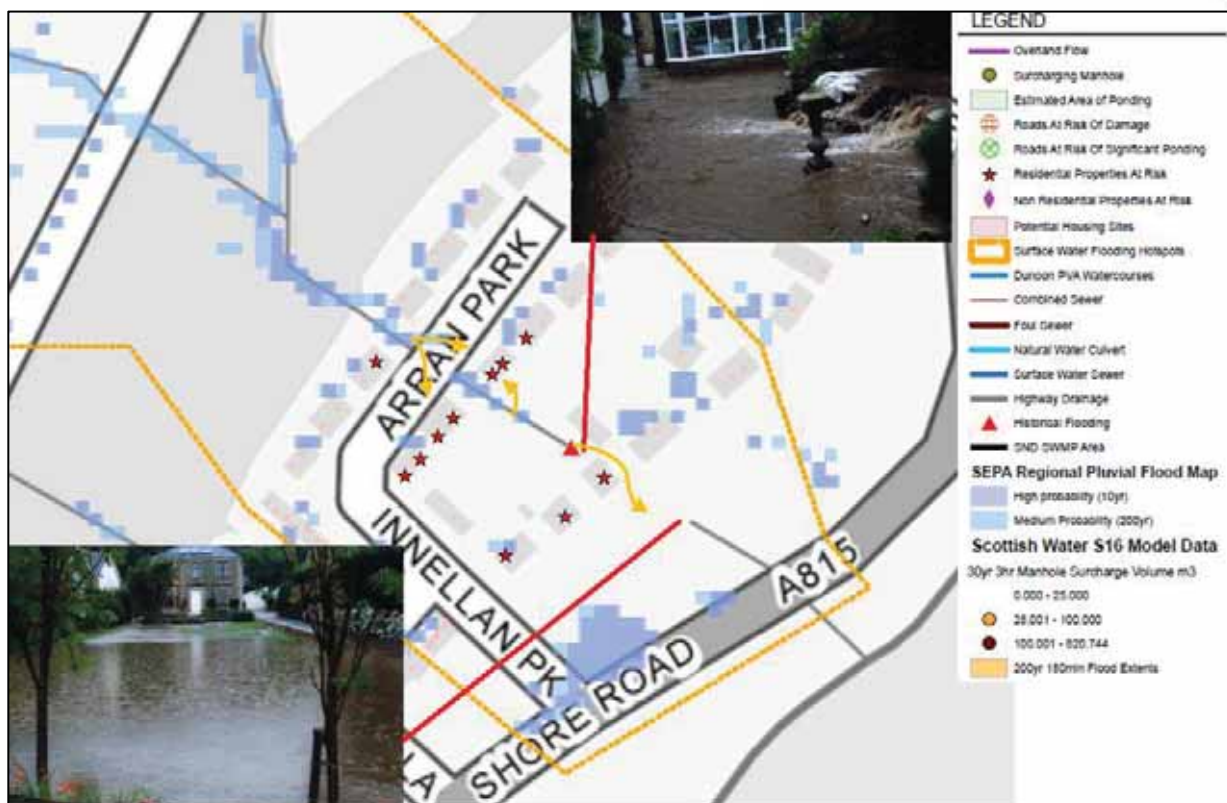 ARRAN PARK
INNELLAN PK
LA
SHORE ROAD
A815
LEGEND
Overland Flow
Surcharging Manhole
Estimated Area of Ponding
Roads At Risk Of Damage
Roads At Risk Of Significant Ponding
Residential Properties At Risk
Non Residential Properties At Risk
Potential Housing Sites
Surface Water Flooding Hotspots
Dunoon PVA Watercourses
Combined Sewer
Foul Sewer
Natural Water Culvert
Surface Water Sewer
Highway Drainage
Historical Flooding
SND SWMP Area
SEPA Regional Pluvial Flood Map
High probability (10yr)
Medium Probability (200yr)
Scottish Water S16 Model Data
30yr 3hr Manhole Surcharge Volume m3
0.000 - 25.000
25.001 - 100.000
100.001 - 820.744
200yr 180min Flood Extents